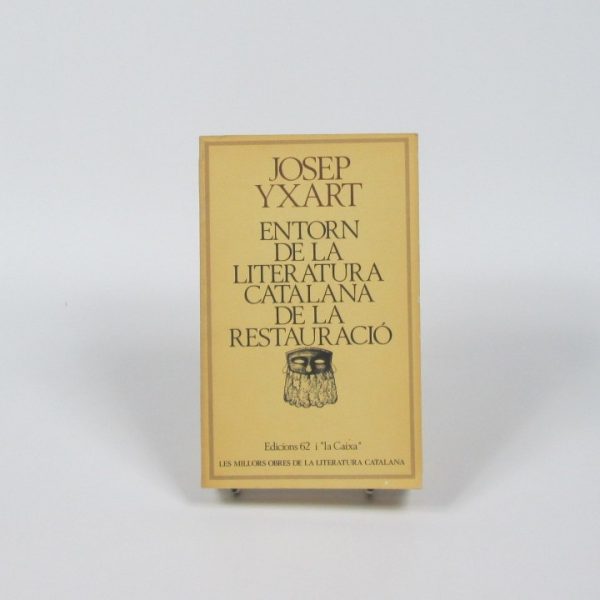 JOSEP
YXART
ENTORN
DE LA
LITERATURA
CATALANA
DE LA
RESTAURACIÓ
Edicions 62 i "la Caixa"
LES MILLORS OBRES DE LA LITERATURA CATALANA